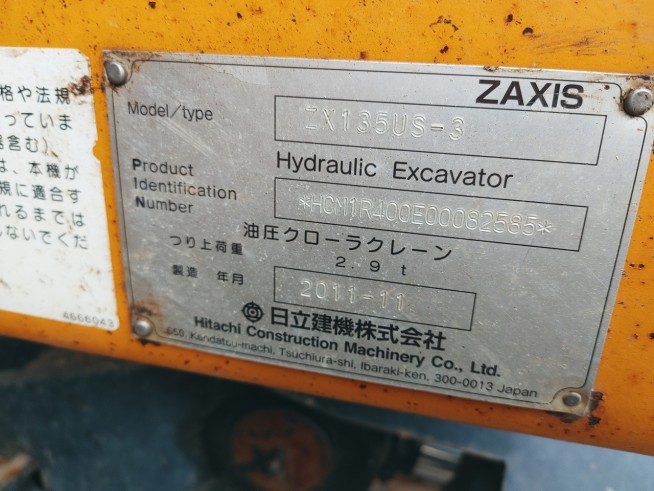 ZAXIS
Model/type ZX135US-3
Hydraulic Excavator
Product
Identification
Number
*HCM1R400E00082585*
油圧クローラクレーン
つり上荷重 2.9 t
製造 年月 2011-11
日立建機株式会社
Hitachi Construction Machinery Co., Ltd.
650, Kandatsu-machi, Tsuchiura-shi, Ibaraki-ken, 300-0013 Japan
格や法規
っていま
含む)、
は、本機が
規に適合す
れるまでは
しないでくだ
4666043